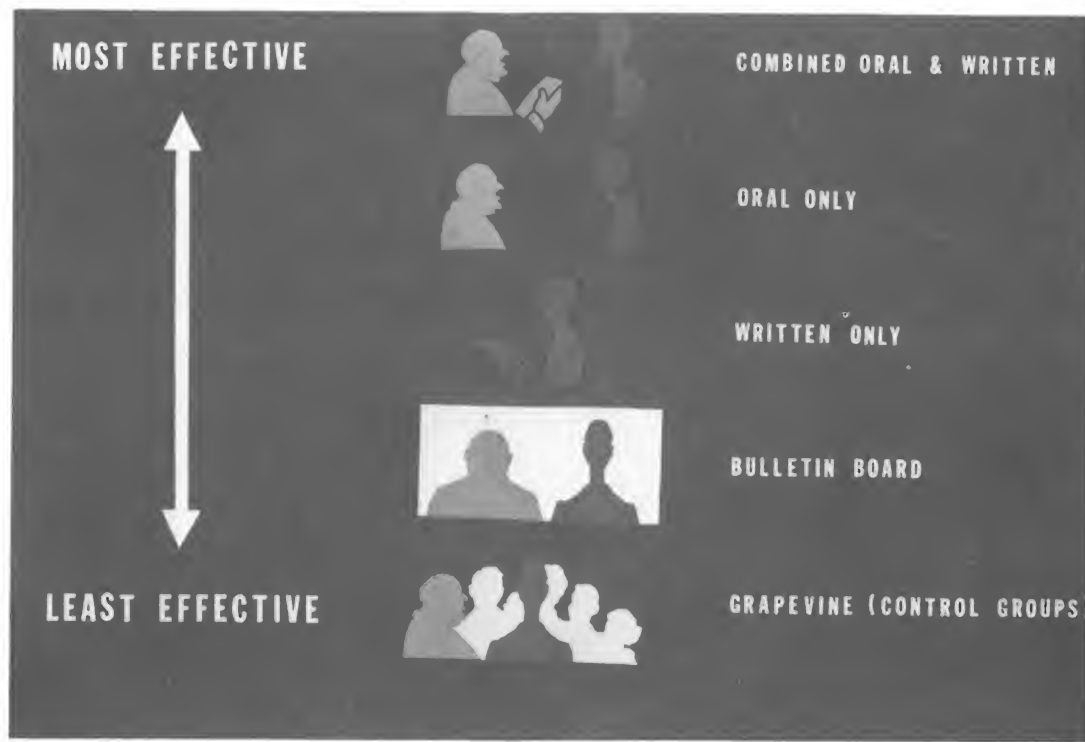 MOST EFFECTIVE
COMBINED ORAL & WRITTEN
ORAL ONLY
WRITTEN ONLY
BULLETIN BOARD
LEAST EFFECTIVE
GRAPEVINE (CONTROL GROUPS